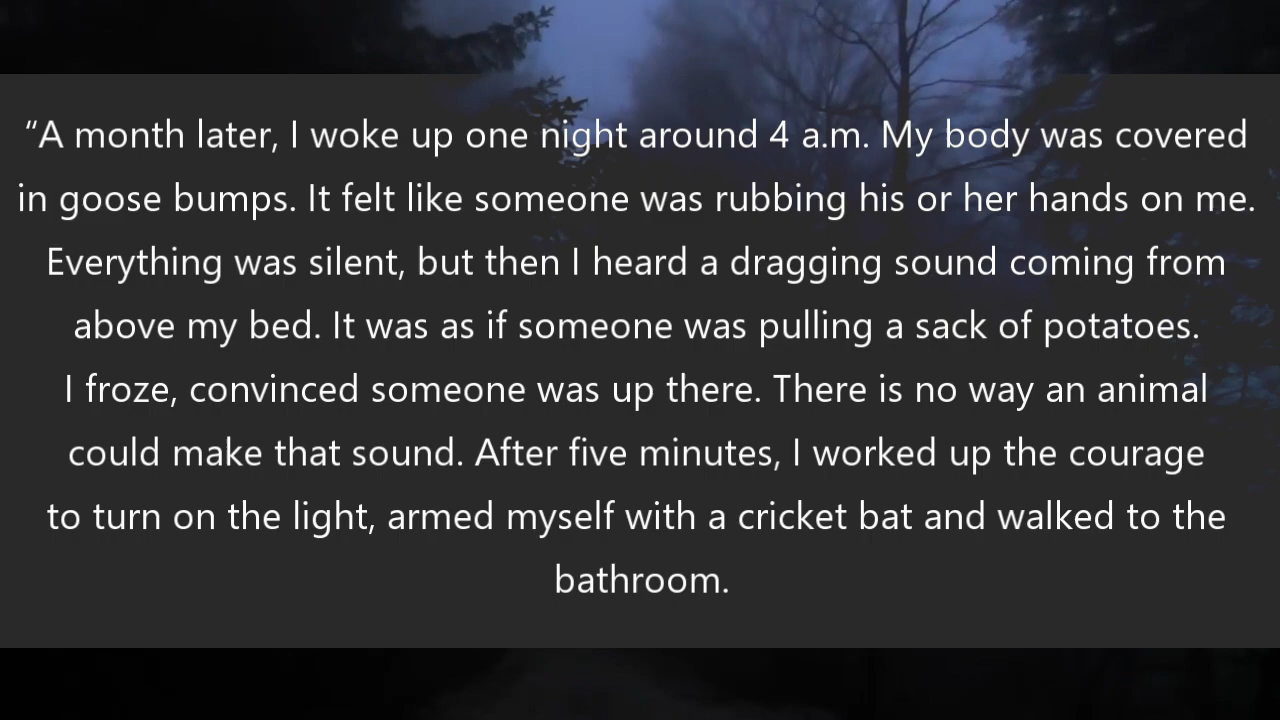 “A month later, I woke up one night around 4 a.m. My body was covered
in goose bumps. It felt like someone was rubbing his or her hands on me.
Everything was silent, but then I heard a dragging sound coming from
above my bed. It was as if someone was pulling a sack of potatoes.
I froze, convinced someone was up there. There is no way an animal
could make that sound. After five minutes, I worked up the courage
to turn on the light, armed myself with a cricket bat and walked to the
bathroom.